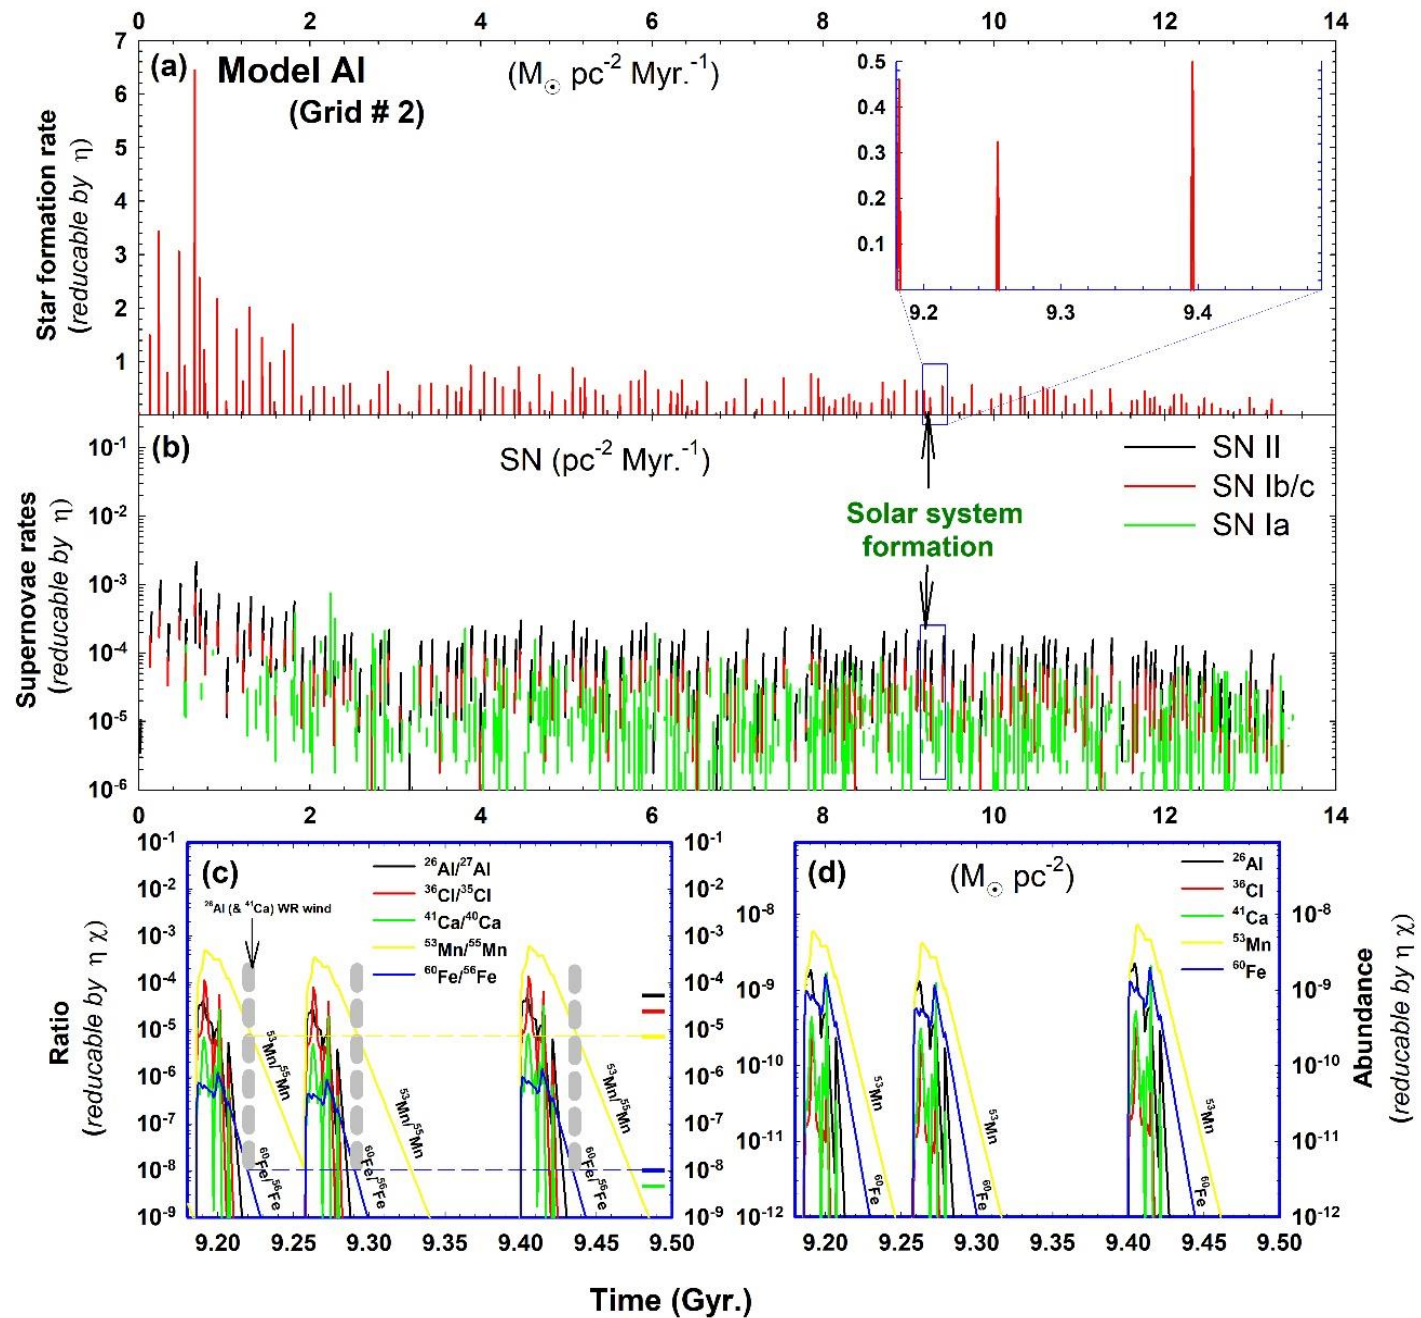 0 2 4 6 8 10 12 14
(a) Model AI (M☉ pc-2 Myr.-1)
(Grid # 2)
Star formation rate
(reducable by η)
7
6
5
4
3
2
1
0.5
0.4
0.3
0.2
0.1
9.2 9.3 9.4
(b) SN (pc-2 Myr.-1)
Supernovae rates
(reducable by η)
10-1
10-2
10-3
10-4
10-5
10-6
SN II
SN Ib/c
SN Ia
Solar system
formation
0 2 4 6 8 10 12 14
(c)
Ratio
(reducable by η χ)
10-1
10-2
10-3
10-4
10-5
10-6
10-7
10-8
10-9
26Al/27Al
36Cl/35Cl
41Ca/40Ca
53Mn/55Mn
60Fe/56Fe
26Al (& 41Ca) WR wind
53Mn/55Mn
53Mn/55Mn
53Mn/55Mn
60Fe/56Fe
60Fe/56Fe
60Fe/56Fe
10-1
10-2
10-3
10-4
10-5
10-6
10-7
10-8
10-9
9.20 9.25 9.30 9.35 9.40 9.45 9.50
(d) (M☉ pc-2)
26Al
36Cl
41Ca
53Mn
60Fe
10-8
10-9
10-10
10-11
10-12
53Mn
53Mn
53Mn
60Fe
60Fe
60Fe
10-8
10-9
10-10
10-11
10-12
Abundance
(reducable by η χ)
9.20 9.25 9.30 9.35 9.40 9.45 9.50
Time (Gyr.)